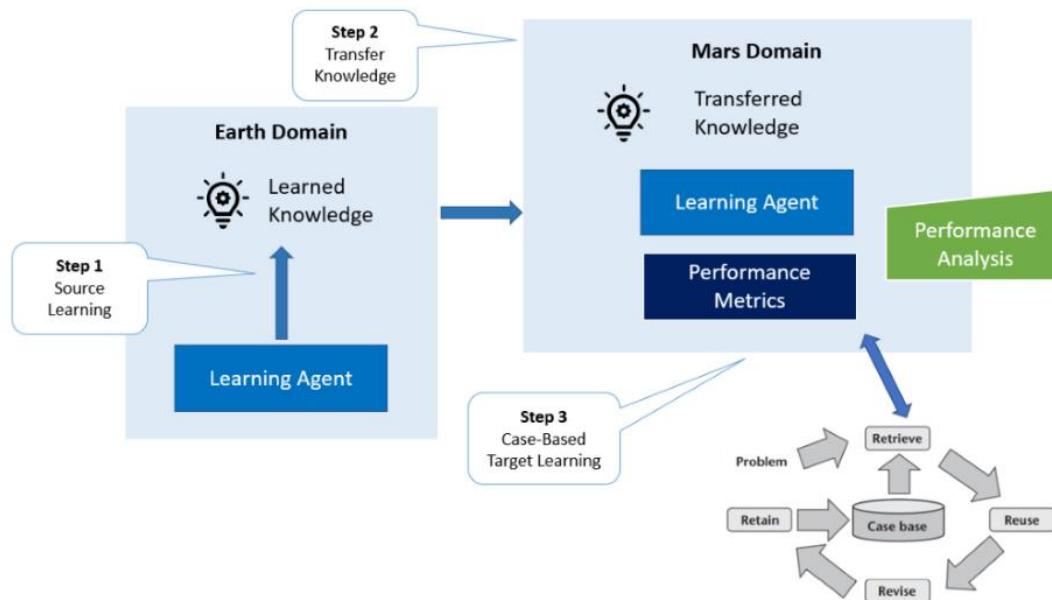 Step 2
Transfer
Knowledge
Mars Domain
Transferred
Knowledge
Earth Domain
Learned
Knowledge
Learning Agent
Performance
Analysis
Step 1
Source
Learning
Performance
Metrics
Learning Agent
Step 3
Case-Based
Target Learning
Retrieve
Problem
Retain
Case base
Reuse
Revise